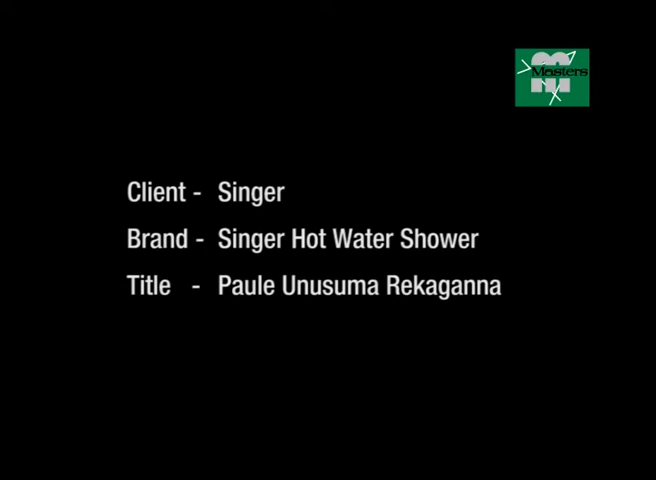 Masters
Client - Singer
Brand - Singer Hot Water Shower
Title - Paule Unusuma Rekaganna